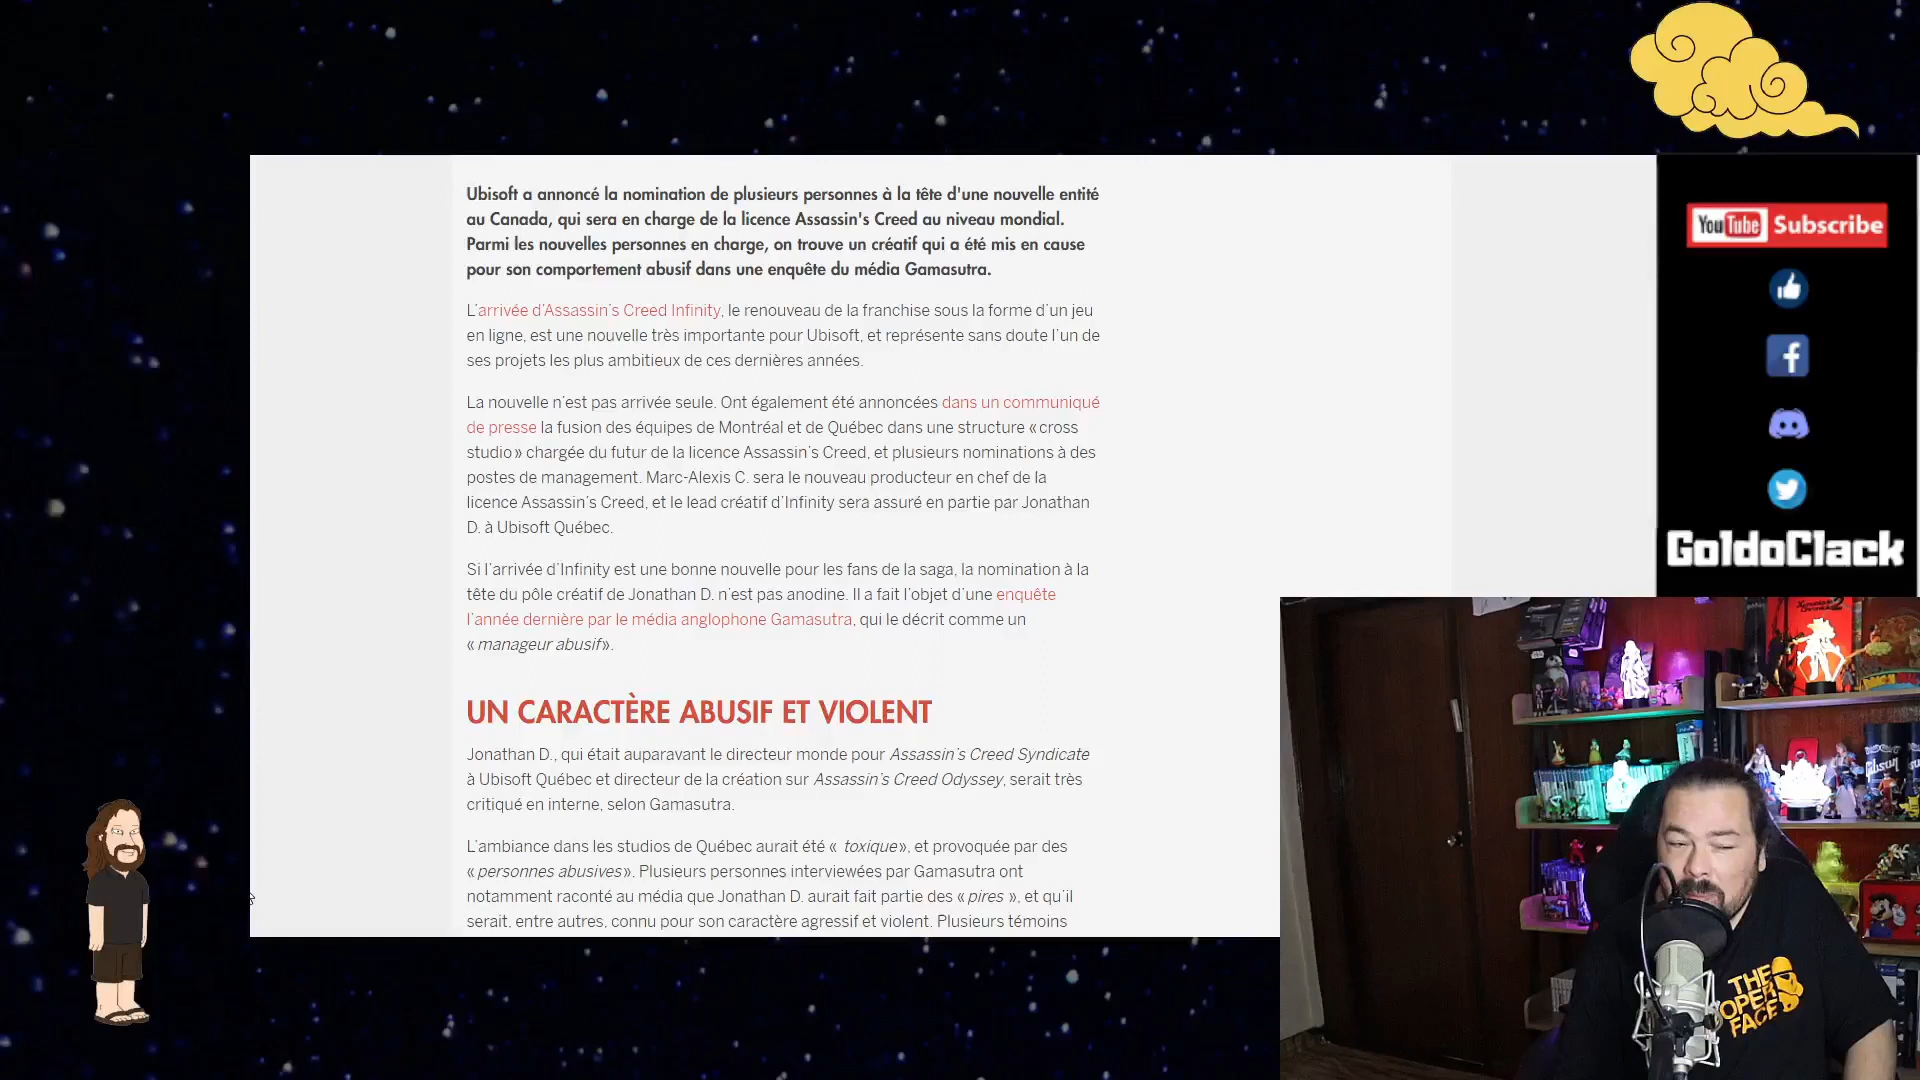 Ubisoft a annoncé la nomination de plusieurs personnes à la tête d'une nouvelle entité
au Canada, qui sera en charge de la licence Assassin's Creed au niveau mondial.
Parmi les nouvelles personnes en charge, on trouve un créatif qui a été mis en cause
pour son comportement abusif dans une enquête du média Gamasutra.
L'arrivée d'Assassin's Creed Infinity, le renouveau de la franchise sous la forme d'un jeu
en ligne, est une nouvelle très importante pour Ubisoft, et représente sans doute l'un de
ses projets les plus ambitieux de ces dernières années.
La nouvelle n'est pas arrivée seule. Ont également été annoncées dans un communiqué
de presse la fusion des équipes de Montréal et de Québec dans une structure « cross
studio » chargée du futur de la licence Assassin's Creed, et plusieurs nominations à des
postes de management. Marc-Alexis C. sera le nouveau producteur en chef de la
licence Assassin's Creed, et le lead créatif d'Infinity sera assuré en partie par Jonathan
D. à Ubisoft Québec.
Si l'arrivée d'Infinity est une bonne nouvelle pour les fans de la saga, la nomination à la
tête du pôle créatif de Jonathan D. n'est pas anodine. Il a fait l'objet d'une enquête
l'année dernière par le média anglophone Gamasutra, qui le décrit comme un
« manageur abusif ».
UN CARACTÈRE ABUSIF ET VIOLENT
Jonathan D., qui était auparavant le directeur monde pour Assassin's Creed Syndicate
à Ubisoft Québec et directeur de la création sur Assassin's Creed Odyssey, serait très
critiqué en interne, selon Gamasutra.
L'ambiance dans les studios de Québec aurait été « toxique », et provoquée par des
« personnes abusives ». Plusieurs personnes interviewées par Gamasutra ont
notamment raconté au média que Jonathan D. aurait fait partie des « pires », et qu'il
serait, entre autres, connu pour son caractère agressif et violent. Plusieurs témoins
YouTube Subscribe
GoldoClack
THE
OPEN
FACE